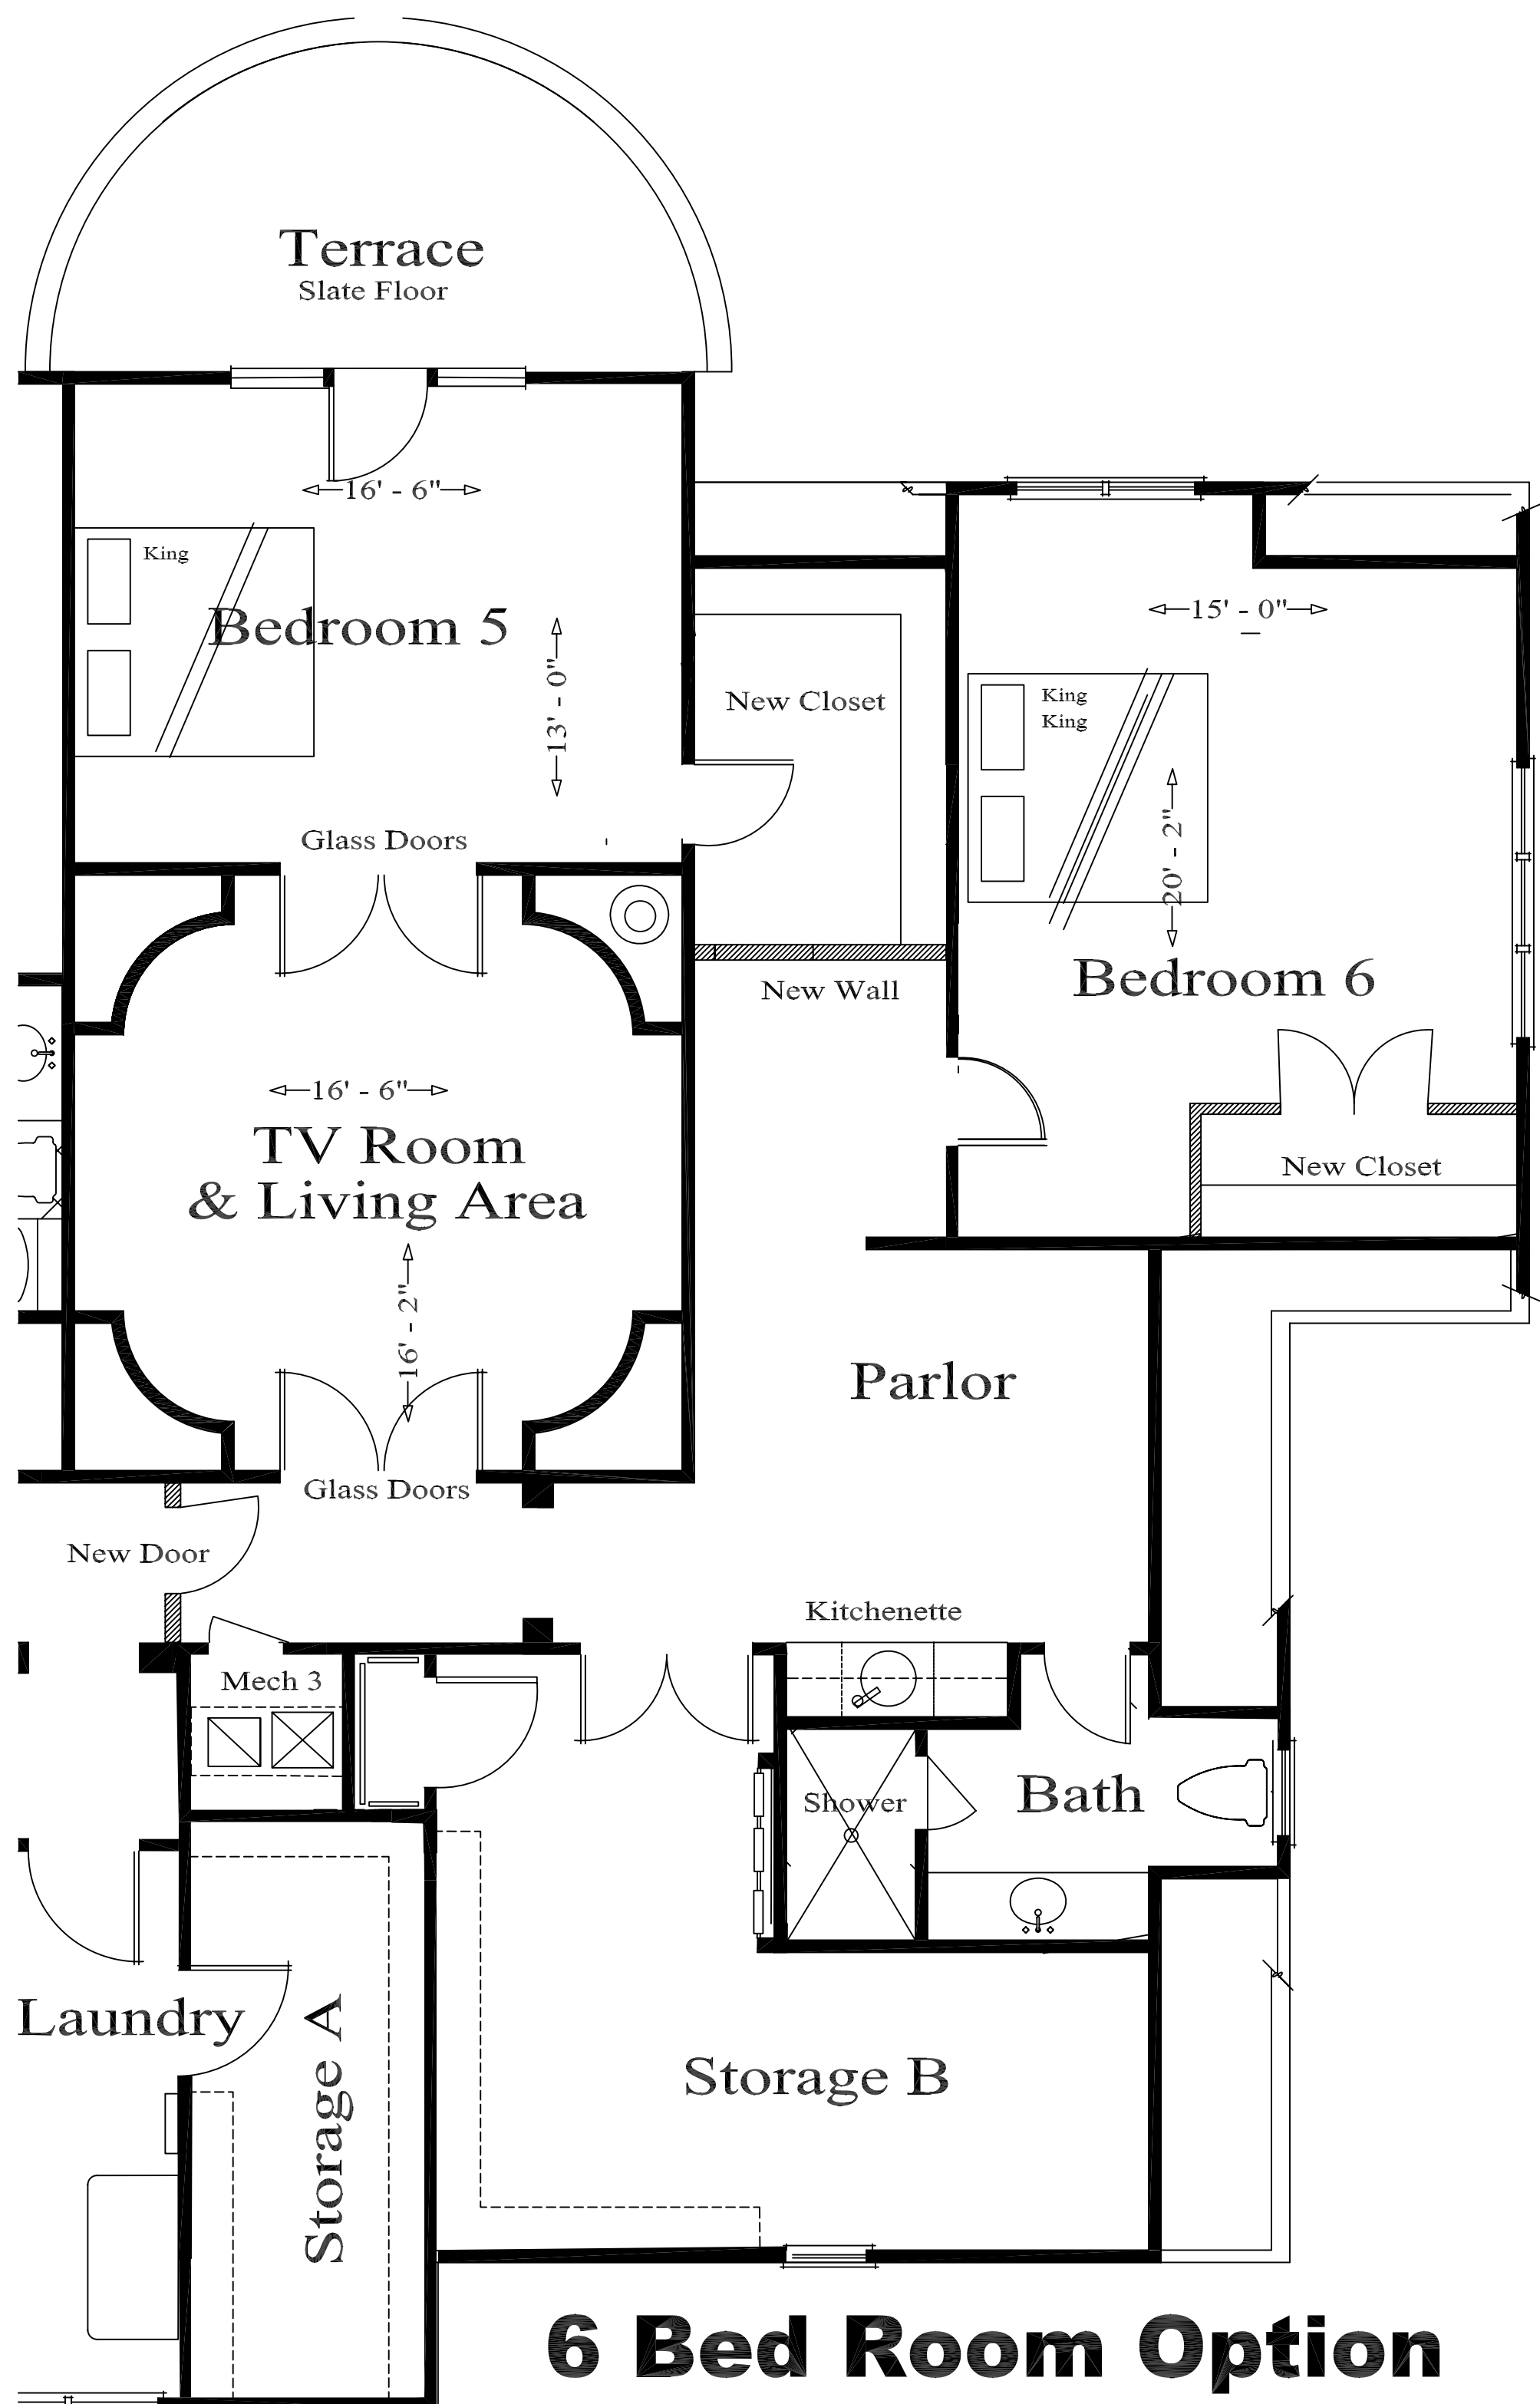 Terrace
Slate Floor
16' - 6"
King
Bedroom 5
13' - 0"
15' - 0"
New Closet
King
King
20' - 2"
Glass Doors
Bedroom 6
New Wall
16' - 6"
TV Room
& Living Area
New Closet
16' - 2"
Parlor
Glass Doors
New Door
Kitchenette
Mech 3
Shower
Bath
Laundry
Storage A
Storage B
6 Bed Room Option